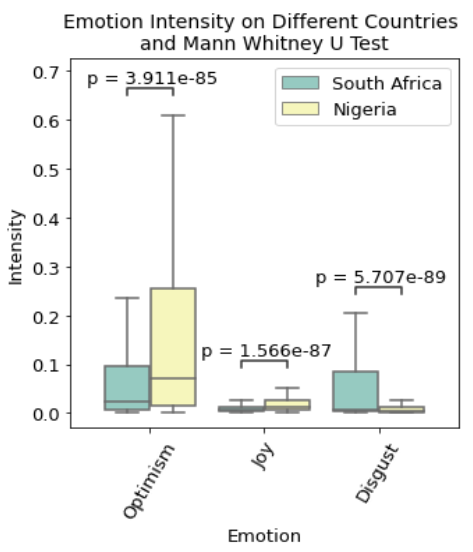 Emotion Intensity on Different Countries
and Mann Whitney U Test
0.7
p = 3.911e-85
South Africa
Nigeria
0.6
0.5
0.4
0.3
p = 5.707e-89
0.2
p = 1.566e-87
0.1
0.0
Intensity
Optimism
Joy
Disgust
Emotion